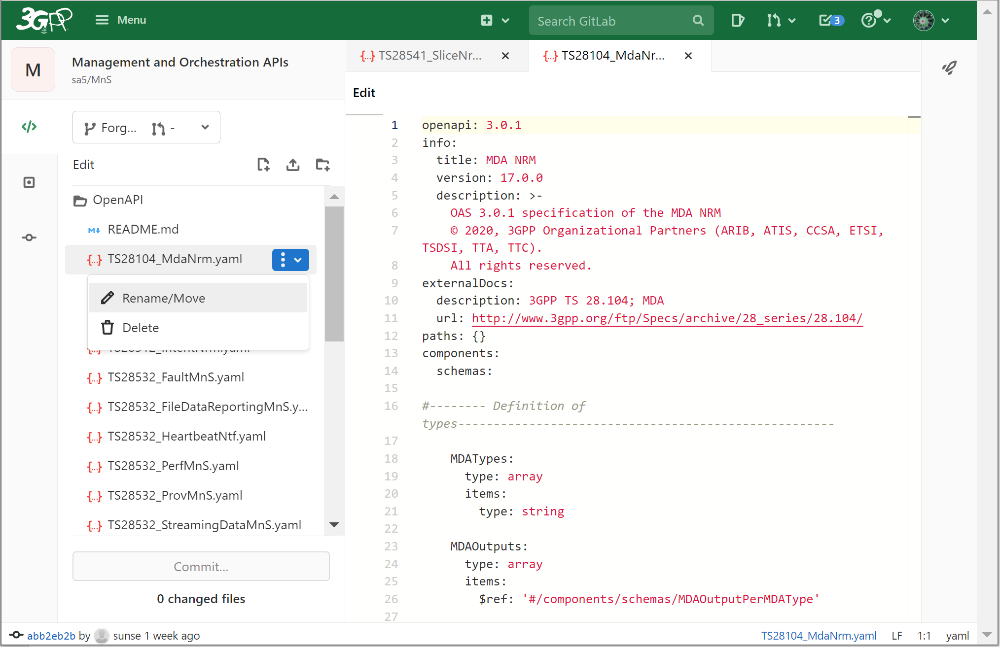 3GPP
Menu
Search GitLab
3
M
Management and Orchestration APIs
sa5/MnS
{...} TS28541_SliceNr...
{...} TS28104_MdaNr...
Forg...
-
Edit
Edit
OpenAPI
README.md
{...} TS28104_MdaNrm.yaml
Rename/Move
Delete
{...} TS28312_IntentNrm.yaml
{...} TS28532_FaultMnS.yaml
{...} TS28532_FileDataReportingMnS.y...
{...} TS28532_HeartbeatNtf.yaml
{...} TS28532_PerfMnS.yaml
{...} TS28532_ProvMnS.yaml
{...} TS28532_StreamingDataMnS.yaml
Commit...
0 changed files
1 openapi: 3.0.1
2 info:
3 title: MDA NRM
4 version: 17.0.0
5 description: >-
6 OAS 3.0.1 specification of the MDA NRM
7 © 2020, 3GPP Organizational Partners (ARIB, ATIS, CCSA, ETSI,
TSDSI, TTA, TTC).
8 All rights reserved.
9 externalDocs:
10 description: 3GPP TS 28.104; MDA
11 url: http://www.3gpp.org/ftp/Specs/archive/28_series/28.104/
12 paths: {}
13 components:
14 schemas:
15
16 #-------- Definition of
types-----------------------------------------------------
17
18 MDATypes:
19 type: array
20 items:
21 type: string
22
23 MDAOutputs:
24 type: array
25 items:
26 $ref: '#/components/schemas/MDAOutputPerMDAType'
27
abb2eb2b by sunse 1 week ago
TS28104_MdaNrm.yaml LF 1:1 yaml